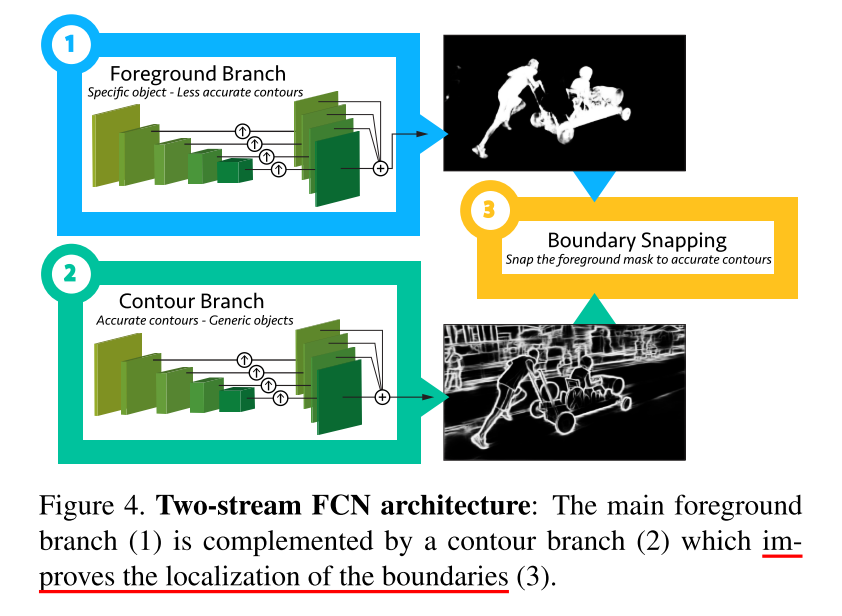 1
Foreground Branch
Specific object - Less accurate contours
2
Contour Branch
Accurate contours - Generic objects
3
Boundary Snapping
Snap the foreground mask to accurate contours
Figure 4. Two-stream FCN architecture: The main foreground
branch (1) is complemented by a contour branch (2) which im-
proves the localization of the boundaries (3).